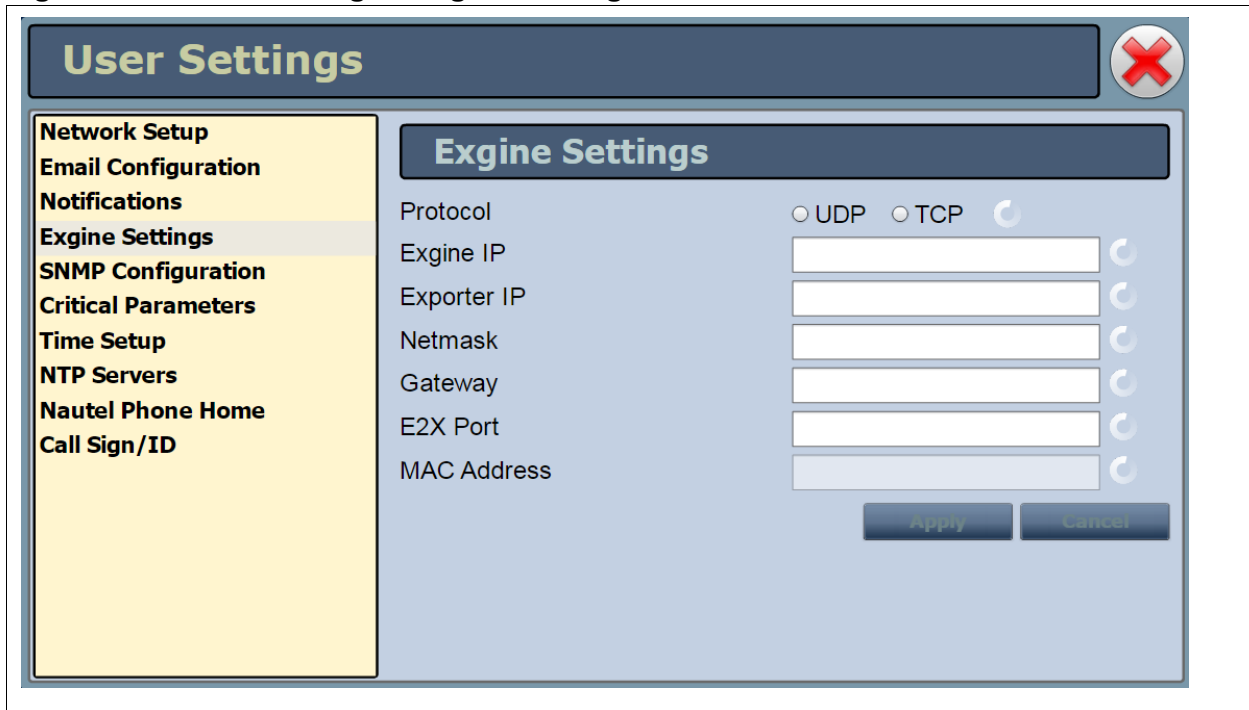 User Settings
Network Setup
Email Configuration
Notifications
Exgine Settings
SNMP Configuration
Critical Parameters
Time Setup
NTP Servers
Nautel Phone Home
Call Sign/ID
Exgine Settings
Protocol UDP TCP
Exgine IP
Exporter IP
Netmask
Gateway
E2X Port
MAC Address
Apply Cancel